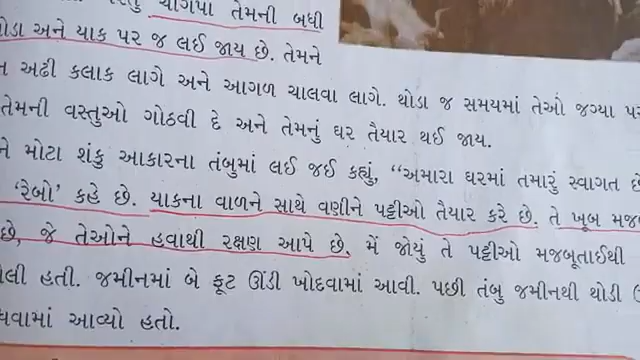 ચાંગપા તેમની બધી
ઘોડા અને યાક પર જ લઈ જાય છે. તેમને
અઢી કલાક લાગે અને આગળ ચાલવા લાગે. થોડા જ સમયમાં તેઓ જગ્યા પર
તેમની વસ્તુઓ ગોઠવી દે અને તેમનું ઘર તૈયાર થઈ જાય.
મોટા શંકુ આકારના તંબુમાં લઈ જઈ કહ્યું, “અમારા ઘરમાં તમારું સ્વાગત છે
‘રેબો’ કહે છે. યાકના વાળને સાથે વણીને પટ્ટીઓ તૈયાર કરે છે. તે ખૂબ
છે, જે તેઓને હવાથી રક્ષણ આપે છે. મેં જોયું તે પટ્ટીઓ મજબૂતાઈથી
હતી. જમીનમાં બે ફૂટ ઊંડી ખોદવામાં આવી. પછી તંબુ જમીનથી થોડી
આવ્યો હતો.